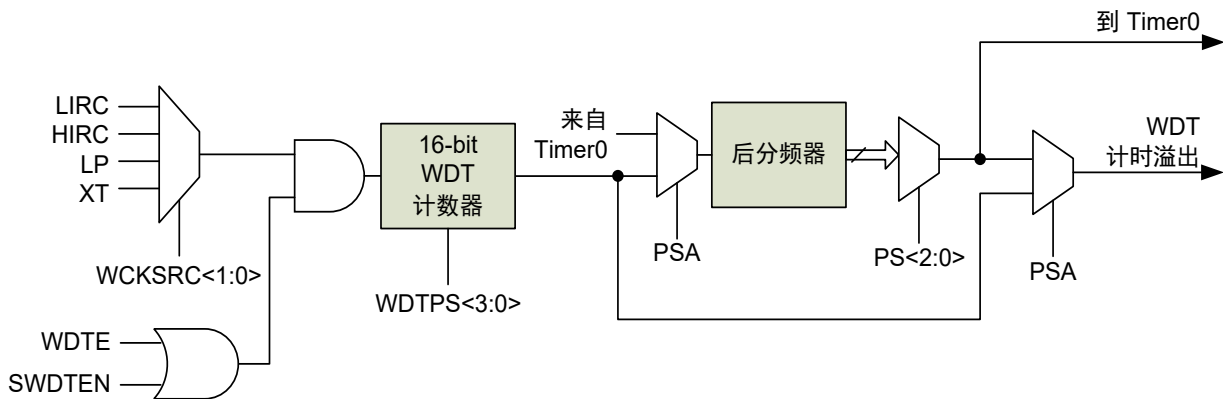 到 Timer0
LIRC
HIRC
LP
XT
WCKSRC<1:0>
WDTE
SWDTEN
16-bit
WDT
计数器
WDTPS<3:0>
来自
Timer0
PSA
后分频器
PS<2:0>
PSA
WDT
计时溢出